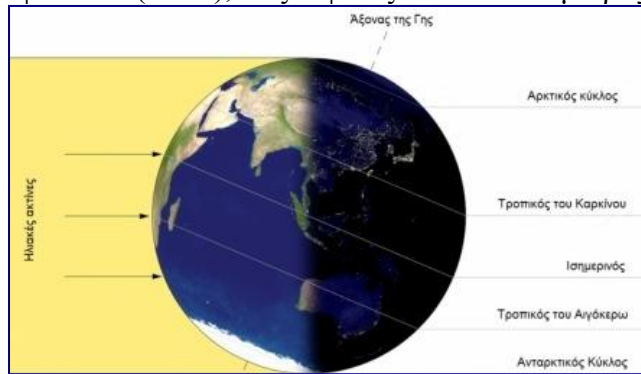 Άξονας της Γης
Αρκτικός κύκλος
Ηλιακές ακτίνες
Τροπικός του Καρκίνου
Ισημερινός
Τροπικός του Αιγόκερω
Ανταρκτικός Κύκλος